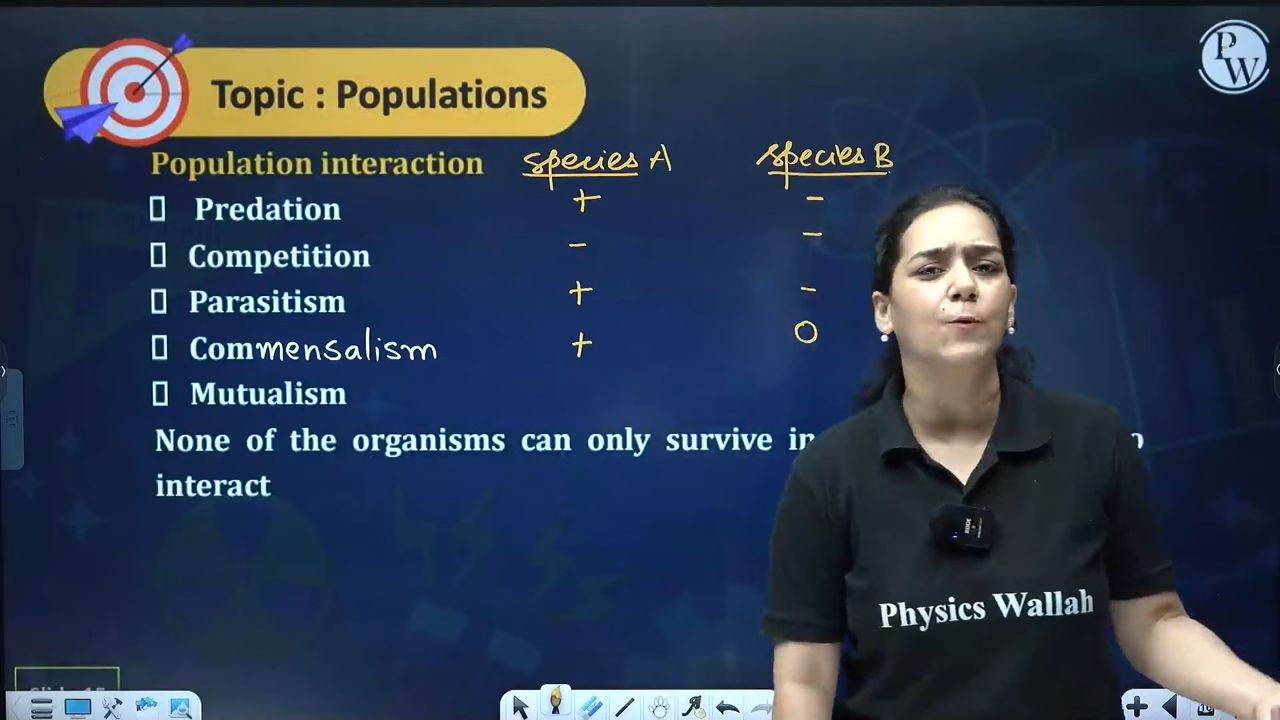 PW
Topic : Populations
Population interaction species A species B
Predation + -
Competition - -
Parasitism + -
Commensalism + O
Mutualism
None of the organisms can only survive in
interact
Physics Wallah